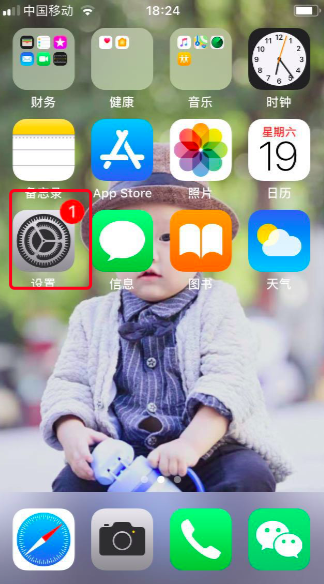 中国移动 18:24
财务 健康 音乐 时钟
星期六
19
备忘录 App Store 照片 日历
1
设置 信息 图书 天气